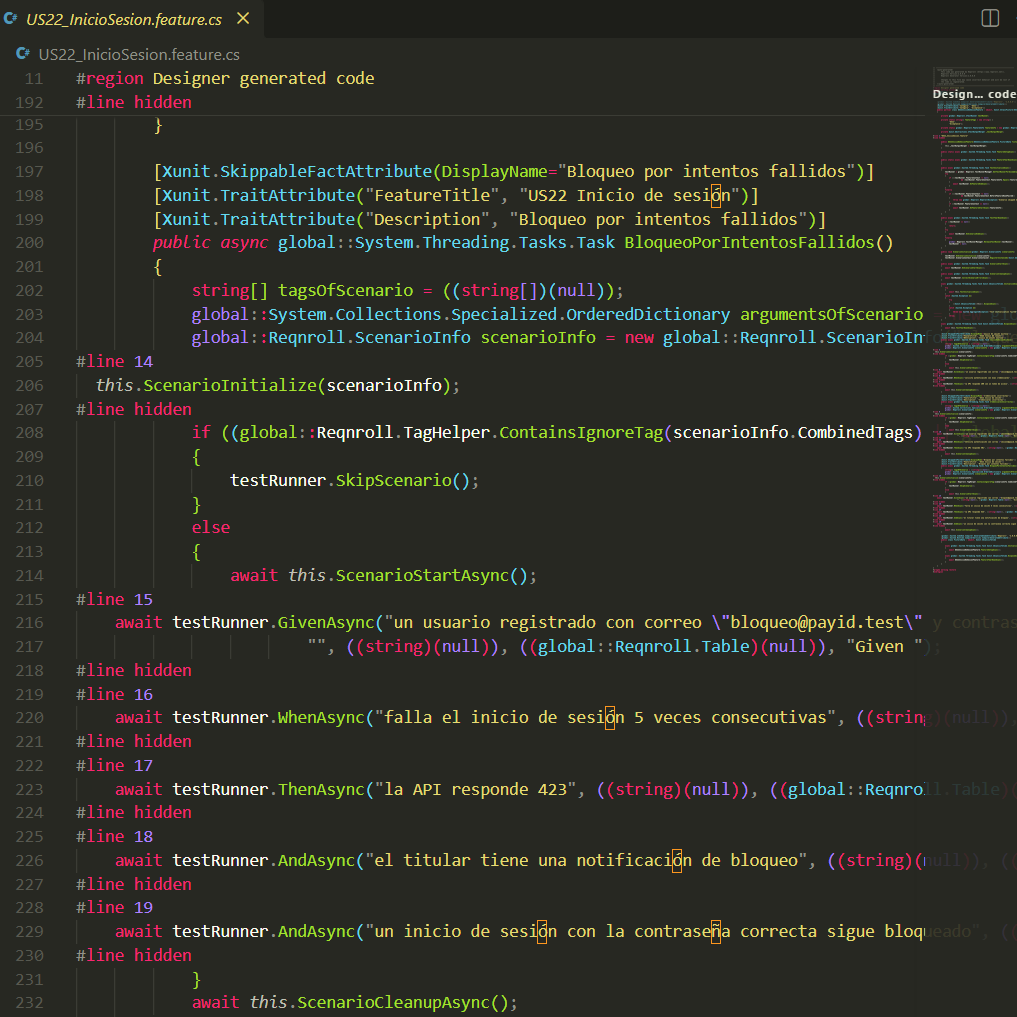 US22_InicioSesion.feature.cs
US22_InicioSesion.feature.cs
11 #region Designer generated code
192 #line hidden
195 }
196
197 [Xunit.SkippableFactAttribute(DisplayName="Bloqueo por intentos fallidos")]
198 [Xunit.TraitAttribute("FeatureTitle", "US22 Inicio de sesión")]
199 [Xunit.TraitAttribute("Description", "Bloqueo por intentos fallidos")]
200 public async global::System.Threading.Tasks.Task BloqueoPorIntentosFallidos()
201 {
202 string[] tagsOfScenario = ((string[])(null));
203 global::System.Collections.Specialized.OrderedDictionary argumentsOfScenario
204 global::Reqnroll.ScenarioInfo scenarioInfo = new global::Reqnroll.ScenarioInf
205 #line 14
206 this.ScenarioInitialize(scenarioInfo);
207 #line hidden
208 if ((global::Reqnroll.TagHelper.ContainsIgnoreTag(scenarioInfo.CombinedTags)
209 {
210 testRunner.SkipScenario();
211 }
212 else
213 {
214 await this.ScenarioStartAsync();
215 #line 15
216 await testRunner.GivenAsync("un usuario registrado con correo \"bloqueo@payid.test\" y contras
217 "", ((string)(null)), ((global::Reqnroll.Table)(null)), "Given ");
218 #line hidden
219 #line 16
220 await testRunner.WhenAsync("falla el inicio de sesión 5 veces consecutivas", ((string)(null)),
221 #line hidden
222 #line 17
223 await testRunner.ThenAsync("la API responde 423", ((string)(null)), ((global::Reqnroll.Table)(
224 #line hidden
225 #line 18
226 await testRunner.AndAsync("el titular tiene una notificación de bloqueo", ((string)(null)), ((
227 #line hidden
228 #line 19
229 await testRunner.AndAsync("un inicio de sesión con la contraseña correcta sigue bloqueado", ((
230 #line hidden
231 }
232 await this.ScenarioCleanupAsync();
Design... code